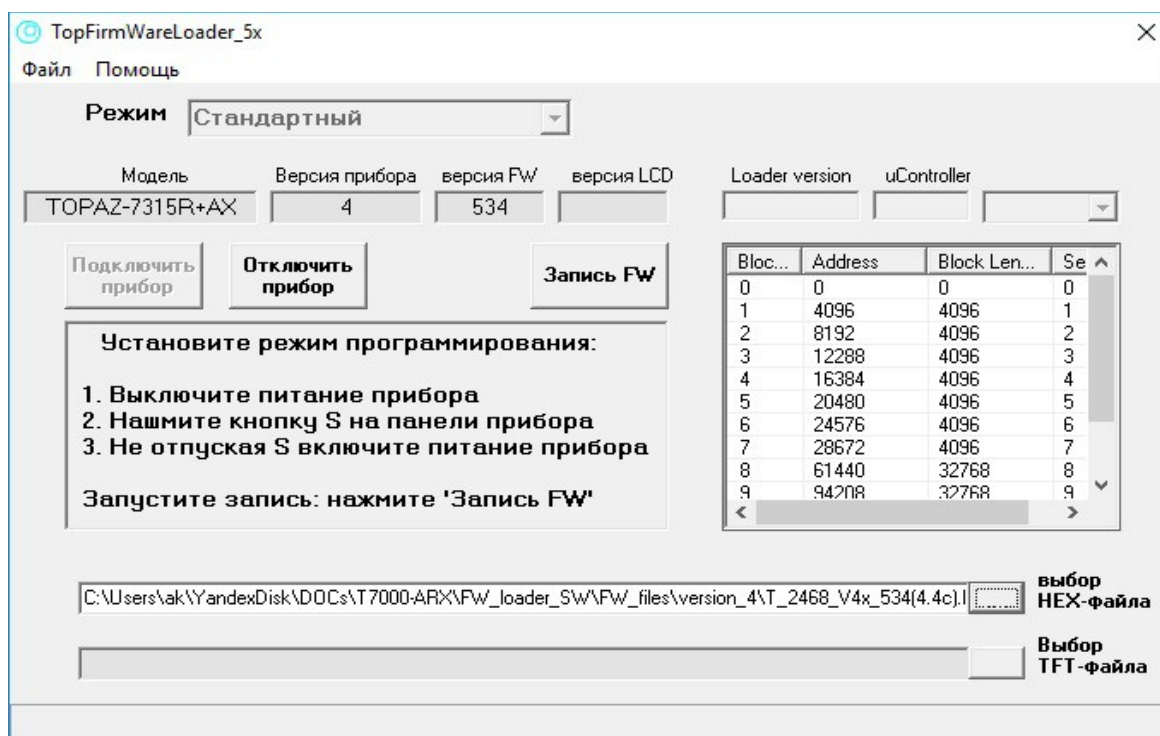 TopFirmWareLoader_5x
Файл Помощь
Режим Стандартный
Модель Версия прибора версия FW версия LCD Loader version uController
TOPAZ-7315R+AX 4 534
Подключить прибор
Отключить прибор
Запись FW
Установите режим программирования:
1. Выключите питание прибора
2. Нашмите кнопку S на панели прибора
3. Не отпуская S включите питание прибора
Запустите запись: нажмите 'Запись FW'
Bloc... Address Block Len... Se
0 0 0 0
1 4096 4096 1
2 8192 4096 2
3 12288 4096 3
4 16384 4096 4
5 20480 4096 5
6 24576 4096 6
7 28672 4096 7
8 61440 32768 8
9 94208 32768 9
C:\Users\ak\YandexDisk\DOCs\T7000-ARX\FW_loader_SW\FW_files\version_4\T_2468_V4x_534(4.4c).l ........
выбор
HEX-файла
Выбор
TFT-файла